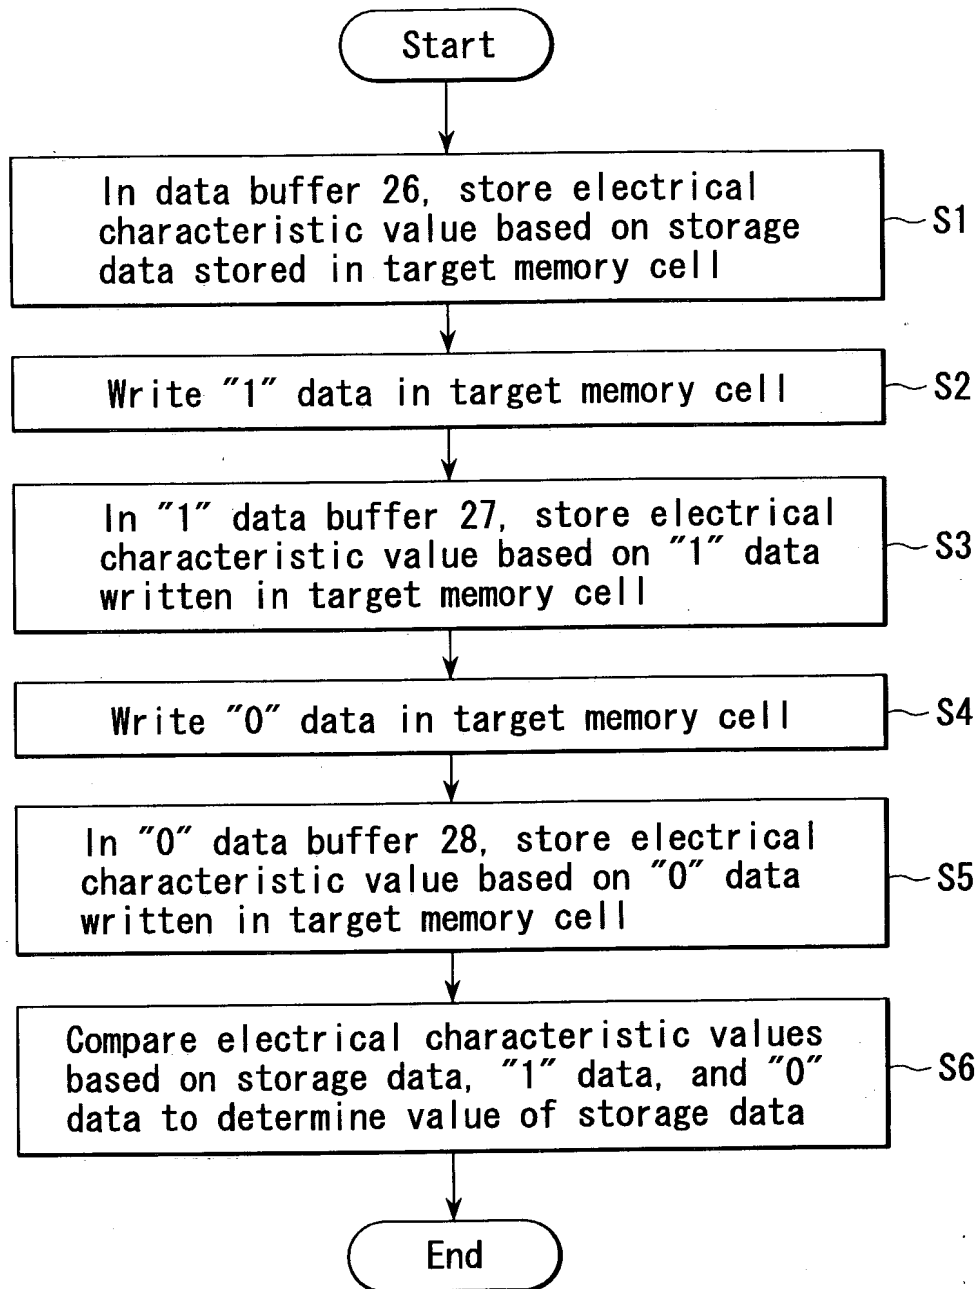 Start
In data buffer 26, store electrical
characteristic value based on storage
data stored in target memory cell
S1
Write "1" data in target memory cell
S2
In "1" data buffer 27, store electrical
characteristic value based on "1" data
written in target memory cell
S3
Write "0" data in target memory cell
S4
In "0" data buffer 28, store electrical
characteristic value based on "0" data
written in target memory cell
S5
Compare electrical characteristic values
based on storage data, "1" data, and "0"
data to determine value of storage data
S6
End